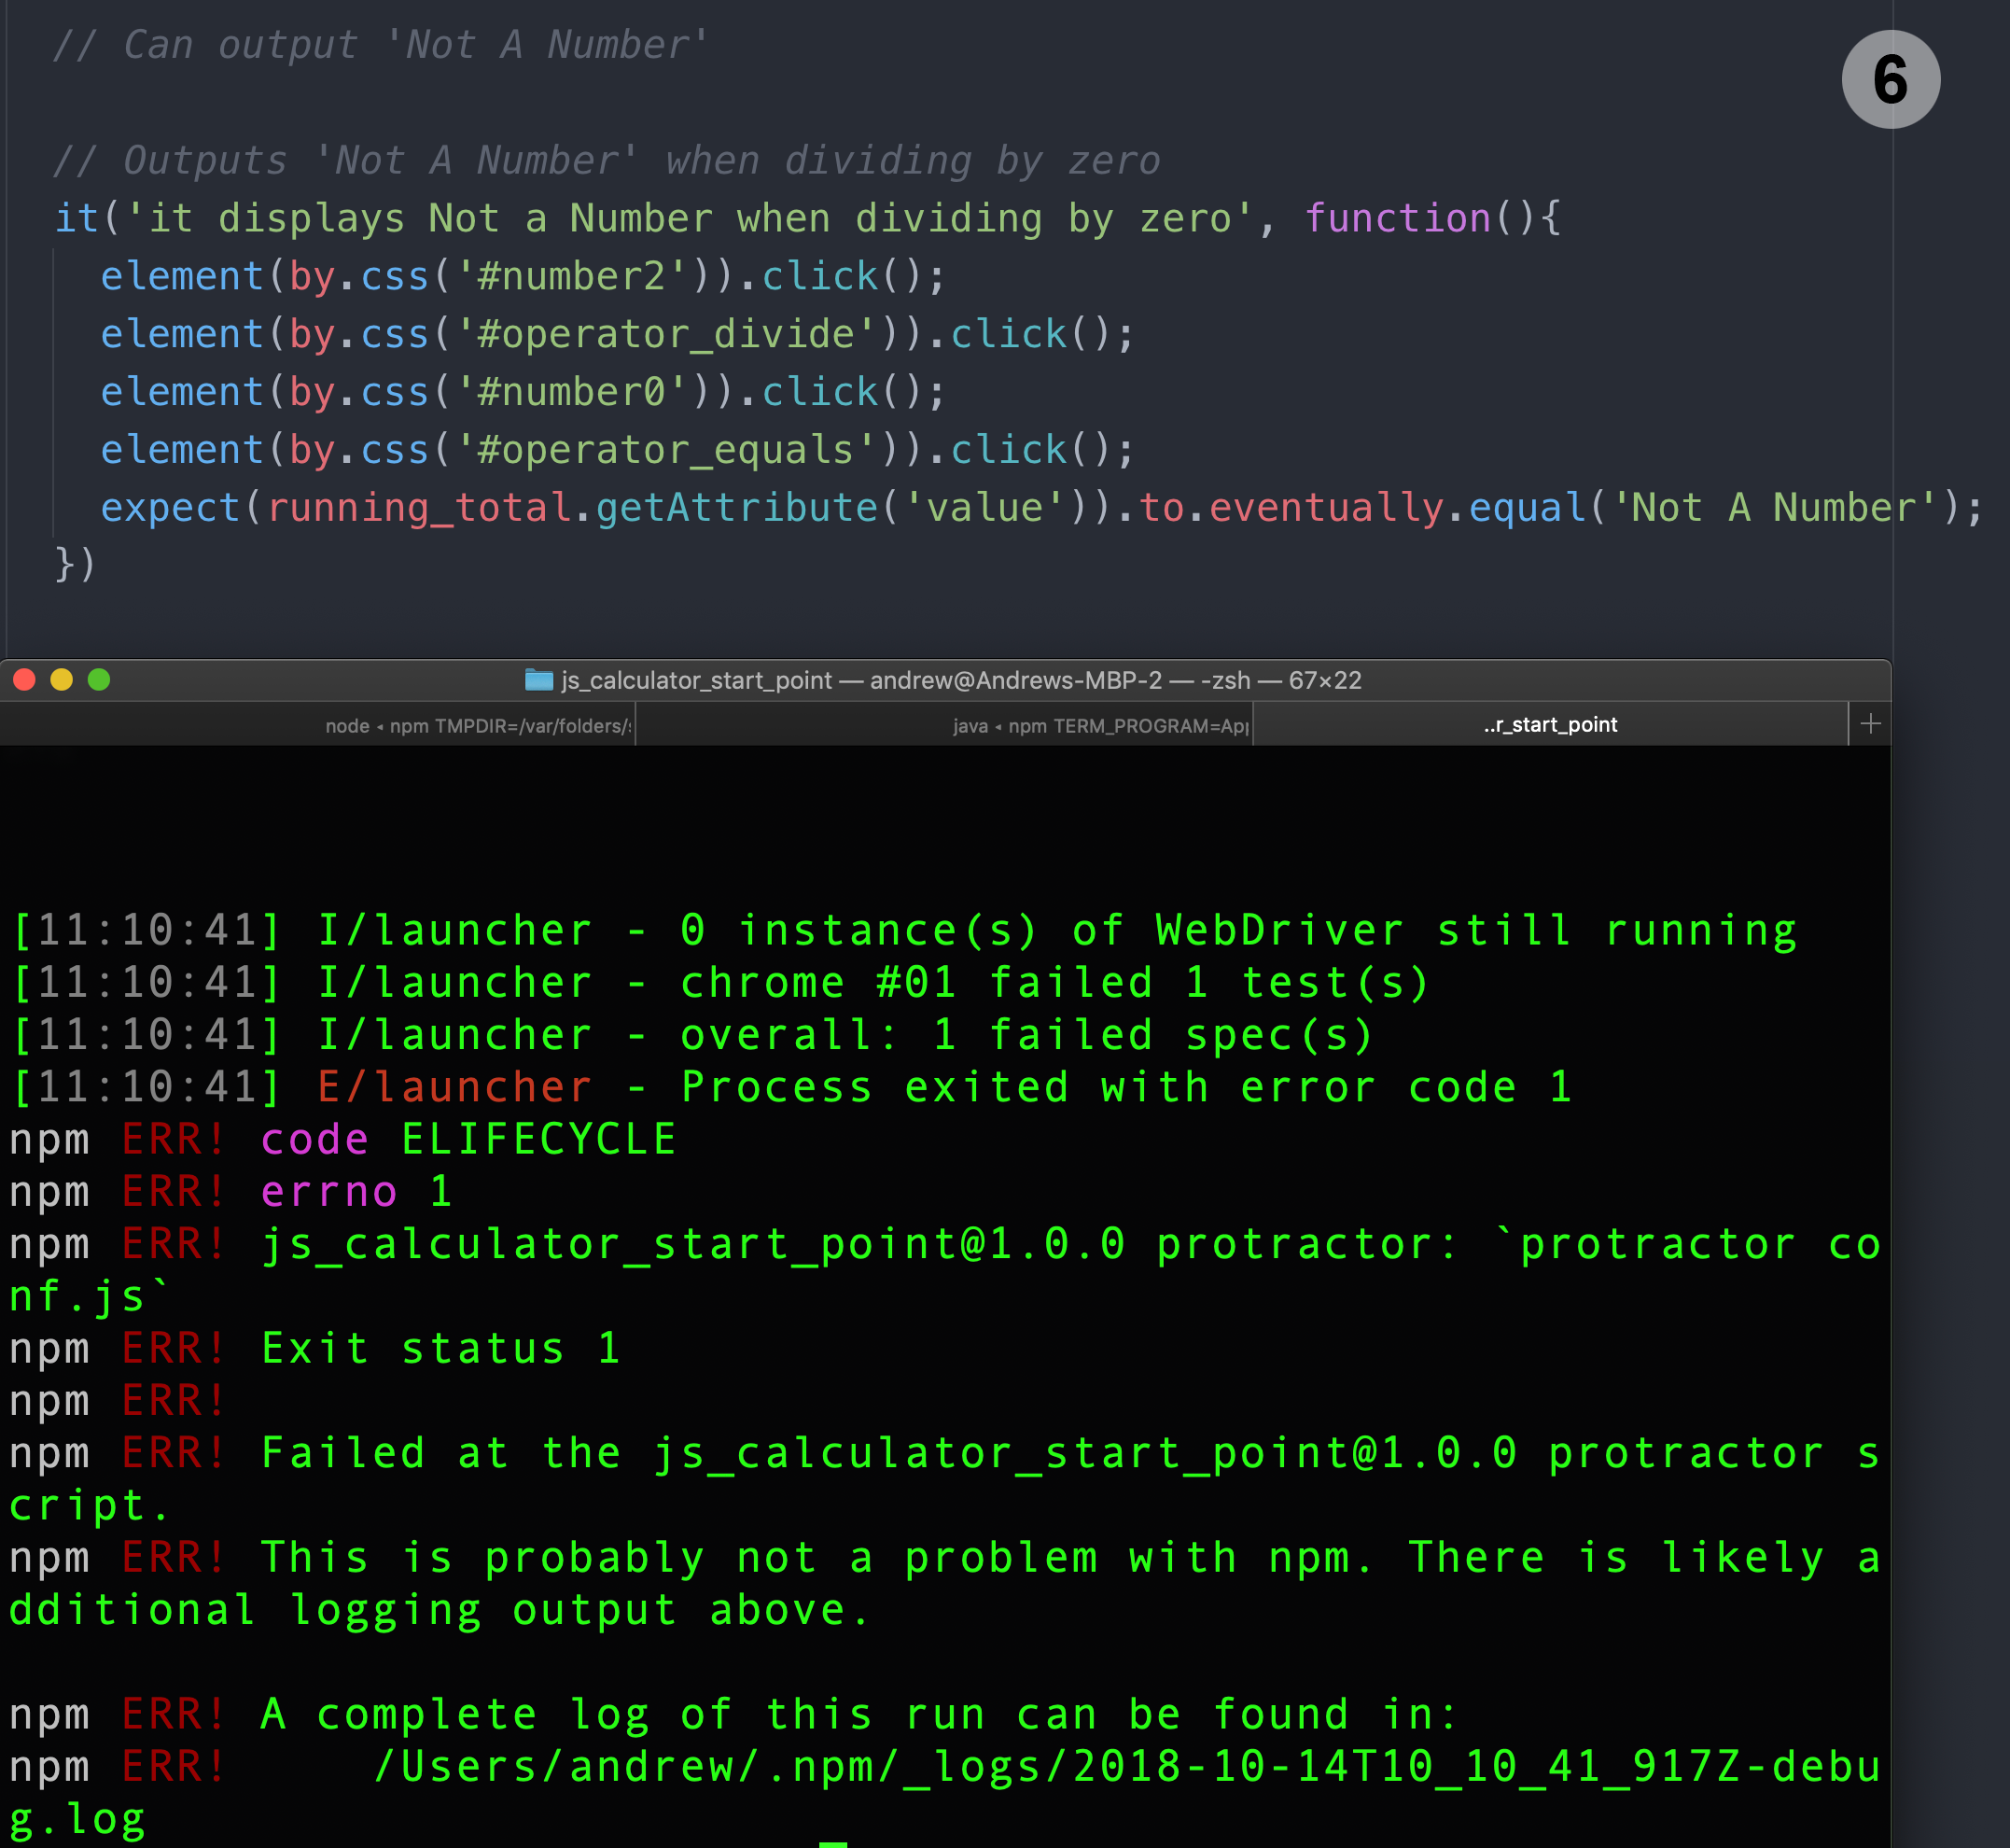 // Can output 'Not A Number'
6
// Outputs 'Not A Number' when dividing by zero
it('it displays Not a Number when dividing by zero', function(){
element(by.css('#number2')).click();
element(by.css('#operator_divide')).click();
element(by.css('#number0')).click();
element(by.css('#operator_equals')).click();
expect(running_total.getAttribute('value')).to.eventually.equal('Not A Number');
})
js_calculator_start_point — andrew@Andrews-MBP-2 — -zsh — 67×22
node ◂ npm TMPDIR=/var/folders/
java ◂ npm TERM_PROGRAM=Ap
..r_start_point
[11:10:41] I/launcher - 0 instance(s) of WebDriver still running
[11:10:41] I/launcher - chrome #01 failed 1 test(s)
[11:10:41] I/launcher - overall: 1 failed spec(s)
[11:10:41] E/launcher - Process exited with error code 1
npm ERR! code ELIFECYCLE
npm ERR! errno 1
npm ERR! js_calculator_start_point@1.0.0 protractor: `protractor co
nf.js`
npm ERR! Exit status 1
npm ERR!
npm ERR! Failed at the js_calculator_start_point@1.0.0 protractor s
cript.
npm ERR! This is probably not a problem with npm. There is likely a
dditional logging output above.
npm ERR! A complete log of this run can be found in:
npm ERR!     /Users/andrew/.npm/_logs/2018-10-14T10_10_41_917Z-debu
g.log